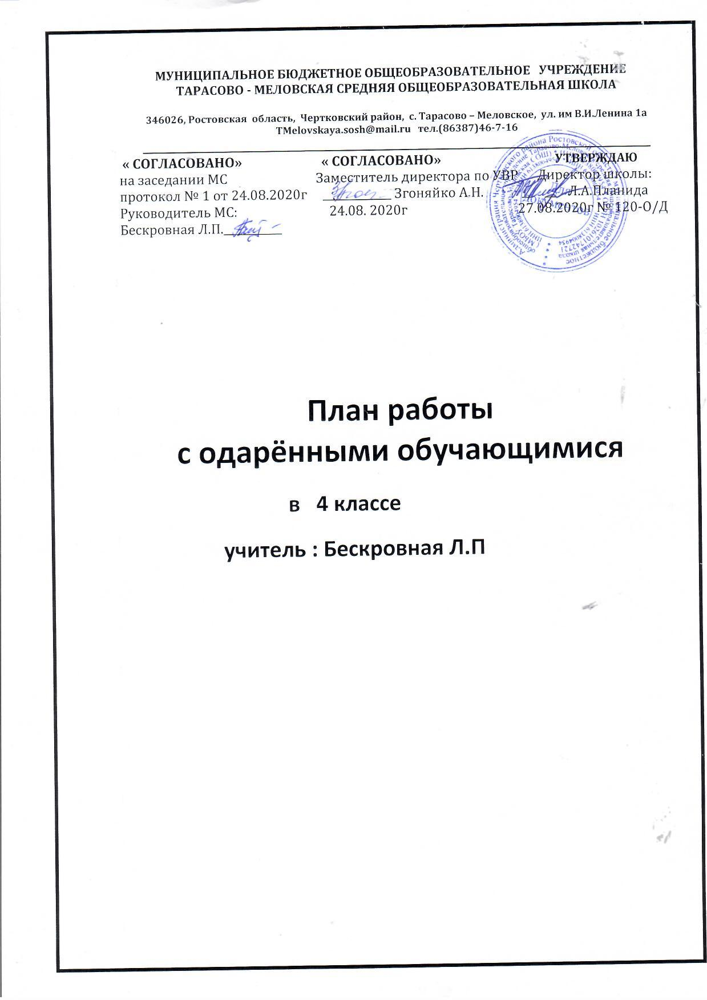 МУНИЦИПАЛЬНОЕ БЮДЖЕТНОЕ ОБЩЕОБРАЗОВАТЕЛЬНОЕ УЧРЕЖДЕНИЕ
ТАРАСОВО - МЕЛОВСКАЯ СРЕДНЯЯ ОБЩЕОБРАЗОВАТЕЛЬНАЯ ШКОЛА
346026, Ростовская область, Чертковский район, с. Тарасово – Меловское, ул. им В.И.Ленина 1а
TMelovskaya.sosh@mail.ru тел.(86387)46-7-16
« СОГЛАСОВАНО» « СОГЛАСОВАНО» УТВЕРЖДАЮ
на заседании МС Заместитель директора по УВР Директор школы:
протокол № 1 от 24.08.2020г Згоняйко А.Н. Л.А.Планида
Руководитель МС: 24.08. 2020г 27.08.2020г № 120-О/Д
Бескровная Л.П.
План работы
с одарёнными обучающимися
в 4 классе
учитель : Бескровная Л.П